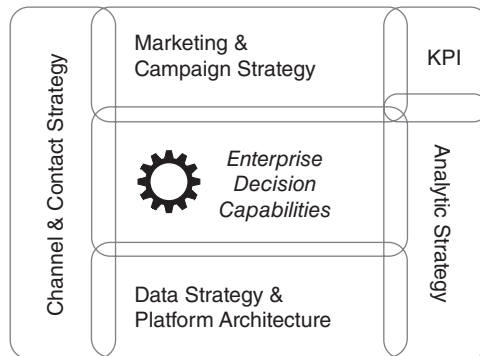 Channel & Contact Strategy
Marketing &
Campaign Strategy
KPI
Enterprise
Decision
Capabilities
Analytic Strategy
Data Strategy &
Platform Architecture